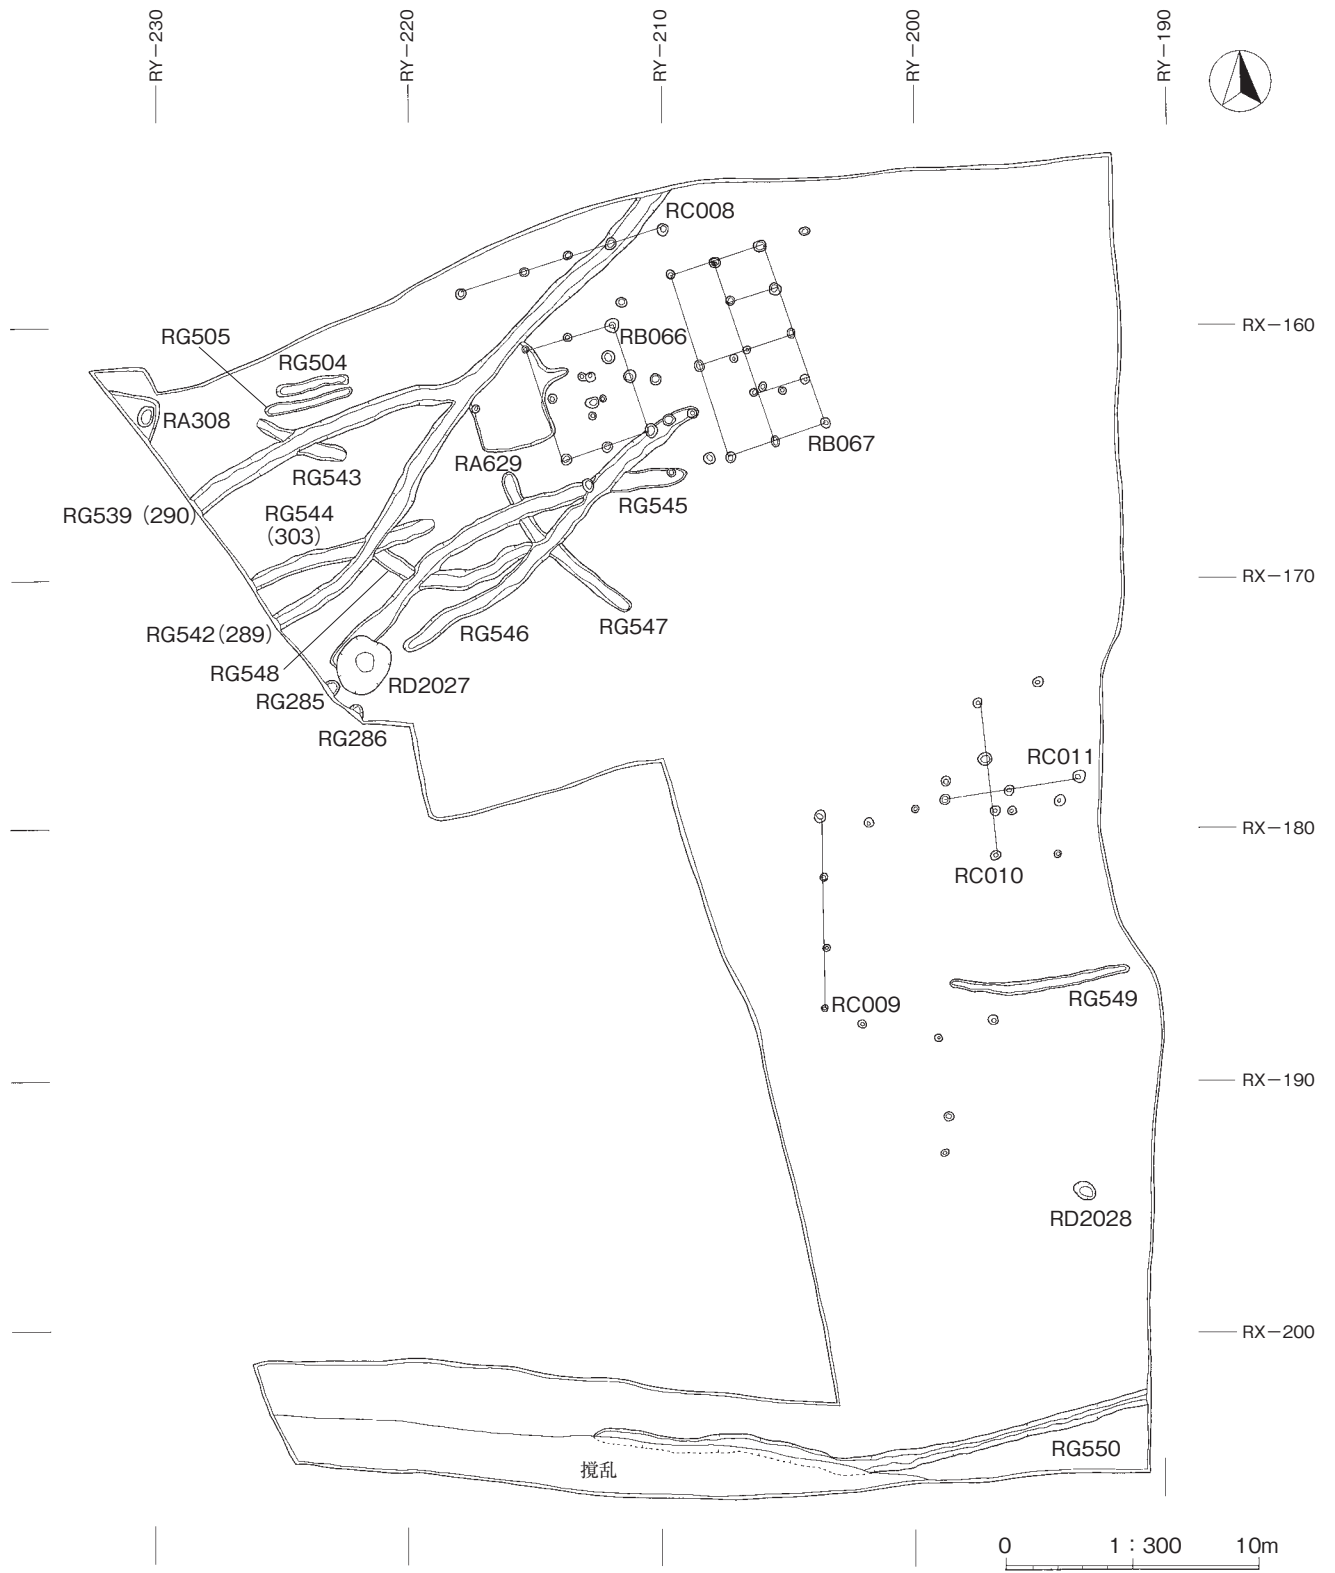 RY－230
RY－220
RY－210
RY－200
RY－190
RC008
RX－160
RG505
RB066
RG504
RA308
RB067
RA629
RG543
RG545
RG539（290）
RG544
（303）
RX－170
RG547
RG542（289）
RG546
RG548
RD2027
RG285
RG286
RC011
RX－180
RC010
RG549
RC009
RX－190
RD2028
RX－200
RG550
撹乱
0 1：300 10m